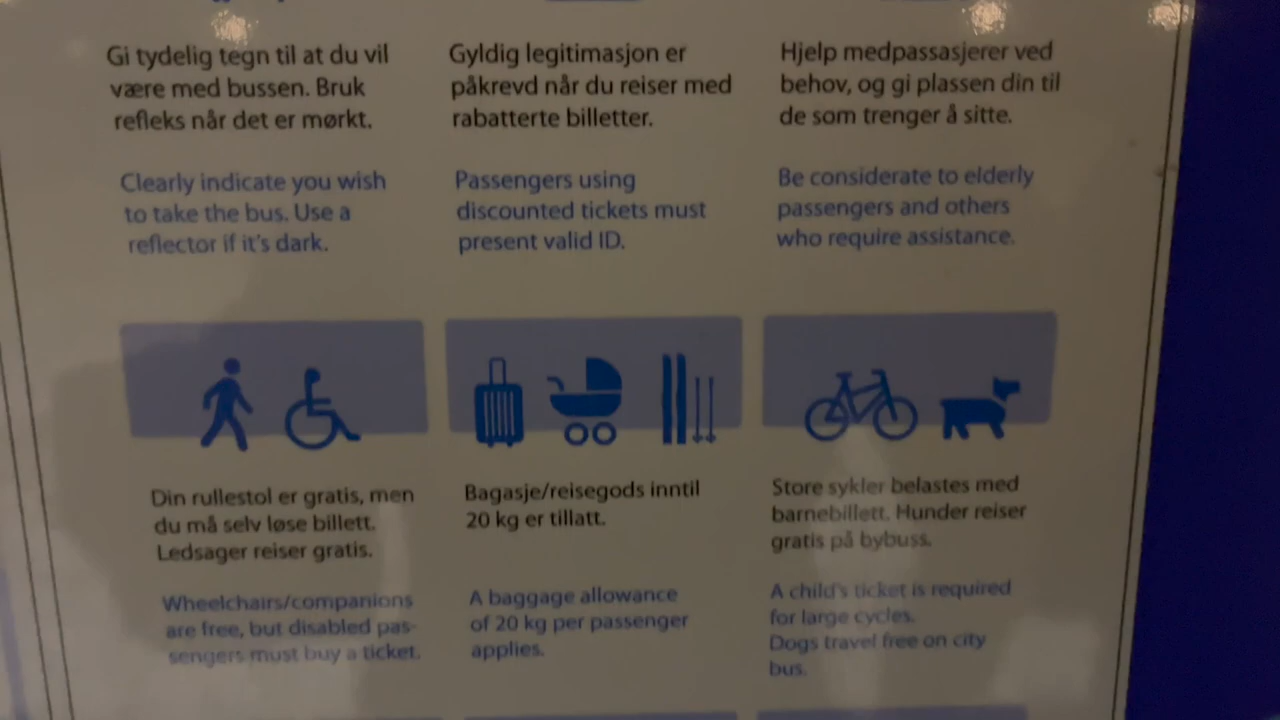 Gi tydelig tegn til at du vil
være med bussen. Bruk
refleks når det er mørkt.
Clearly indicate you wish
to take the bus. Use a
reflector if it's dark.
Gyldig legitimasjon er
påkrevd når du reiser med
rabatterte billetter.
Passengers using
discounted tickets must
present valid ID.
Hjelp medpassasjerer ved
behov, og gi plassen din til
de som trenger å sitte.
Be considerate to elderly
passengers and others
who require assistance.
Din rullestol er gratis, men
du må selv løse billett.
Ledsager reiser gratis.
Wheelchairs/companions
are free, but disabled pas-
sengers must buy a ticket.
Bagasje/reisegods inntil
20 kg er tillatt.
A baggage allowance
of 20 kg per passenger
applies.
Store sykler belastes med
barnebillett. Hunder reiser
gratis på bybuss.
A child's ticket is required
for large cycles.
Dogs travel free on city
bus.